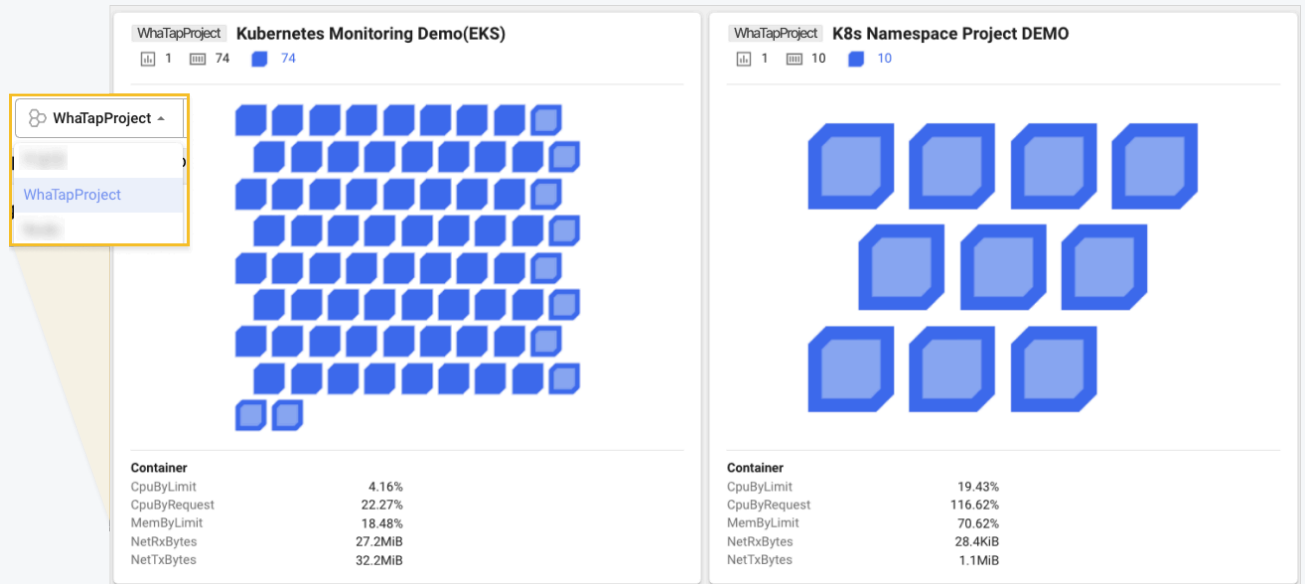 WhaTapProject
WhaTapProject
WhaTapProject Kubernetes Monitoring Demo(EKS)
1 74 74
Container
CpuByLimit 4.16%
CpuByRequest 22.27%
MemByLimit 18.48%
NetRxBytes 27.2MiB
NetTxBytes 32.2MiB
WhaTapProject K8s Namespace Project DEMO
1 10 10
Container
CpuByLimit 19.43%
CpuByRequest 116.62%
MemByLimit 70.62%
NetRxBytes 28.4KiB
NetTxBytes 1.1MiB